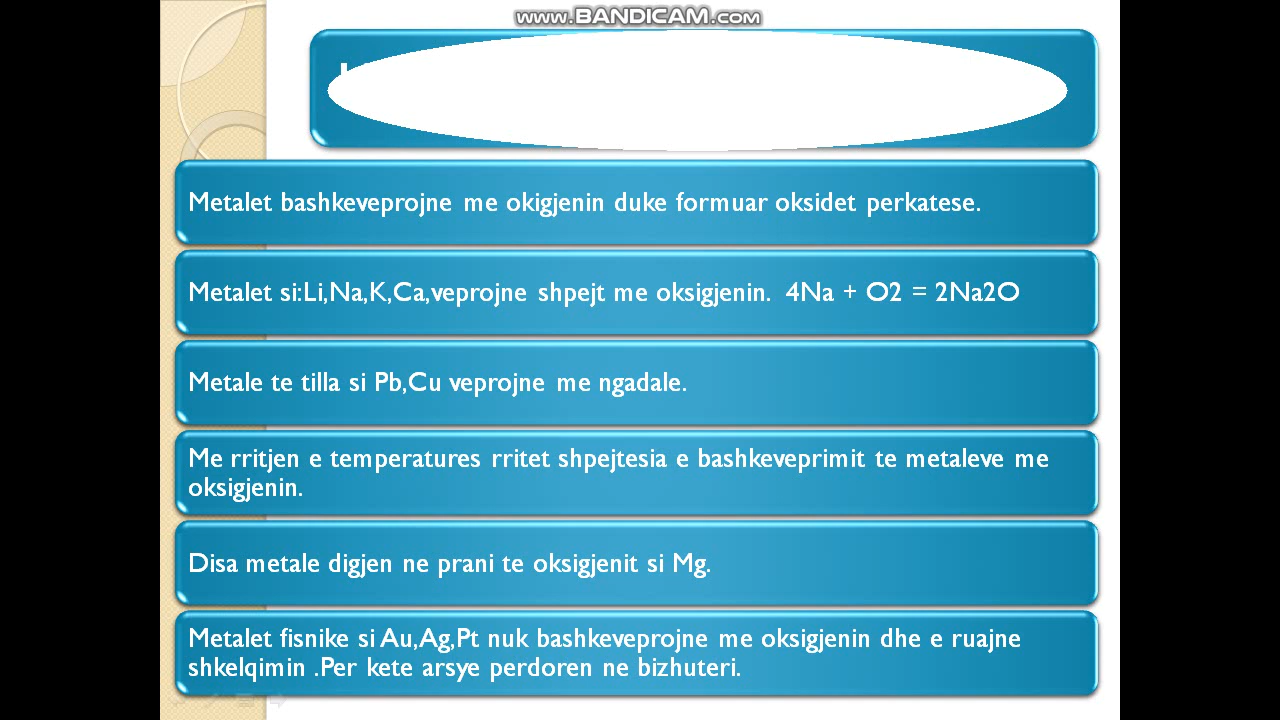 www.BANDICAM.com
Metalet bashkeveprojne me okigjenin duke formuar oksidet perkatese.
Metalet si:Li,Na,K,Ca,veprojne shpejt me oksigjenin. 4Na + O2 = 2Na2O
Metale te tilla si Pb,Cu veprojne me ngadale.
Me rritjen e temperatures rritet shpejtesia e bashkeveprimit te metaleve me
oksigjenin.
Disa metale digjen ne prani te oksigjenit si Mg.
Metalet fisnike si Au,Ag,Pt nuk bashkeveprojne me oksigjenin dhe e ruajne
shkelqimin .Per kete arsye perdoren ne bizhuteri.